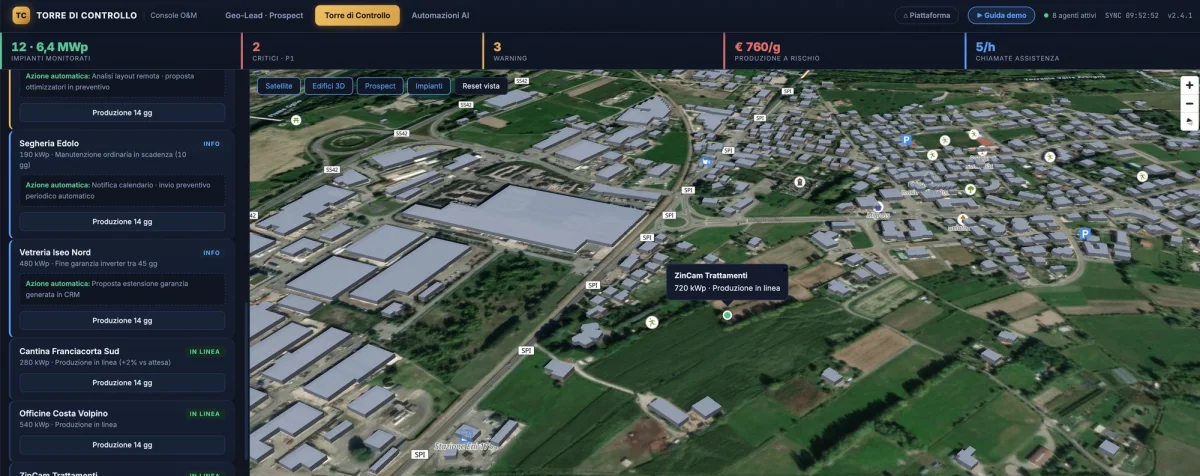 TC TORRE DI CONTROLLO Console O&M Geo-Lead · Prospect Torre di Controllo Automazioni AI ⌂ Piattaforma ▶ Guida demo 8 agenti attivi SYNC 09:52:52 v2.4.1
12 · 6,4 MWp
IMPIANTI MONITORATI
2
CRITICI · P1
3
WARNING
€ 760/g
PRODUZIONE A RISCHIO
5/h
CHIAMATE ASSISTENZA
Azione automatica: Analisi layout remota · proposta
ottimizzatori in preventivo
Produzione 14 gg
Segheria Edolo INFO
190 kWp · Manutenzione ordinaria in scadenza (10
gg)
Azione automatica: Notifica calendario · Invio preventivo
periodico automatico
Produzione 14 gg
Vetreria Iseo Nord INFO
480 kWp · Fine garanzia inverter tra 45 gg
Azione automatica: Proposta estensione garanzia
generata in CRM
Produzione 14 gg
Cantina Franciacorta Sud IN LINEA
280 kWp · Produzione in linea (+2% vs attesa)
Produzione 14 gg
Officine Costa Volpino IN LINEA
540 kWp · Produzione in linea
Produzione 14 gg
ZinCam Trattamenti IN LINEA
Satellite Edifici 3D Prospect Impianti Reset vista
SS42
SS42
SPI
SS42
SPI
SPI
SS42
SPI
42
SPI
SPI
SPI
SPI
SPI
P
P
ZinCam Trattamenti
720 kWp · Produzione in linea
+
−